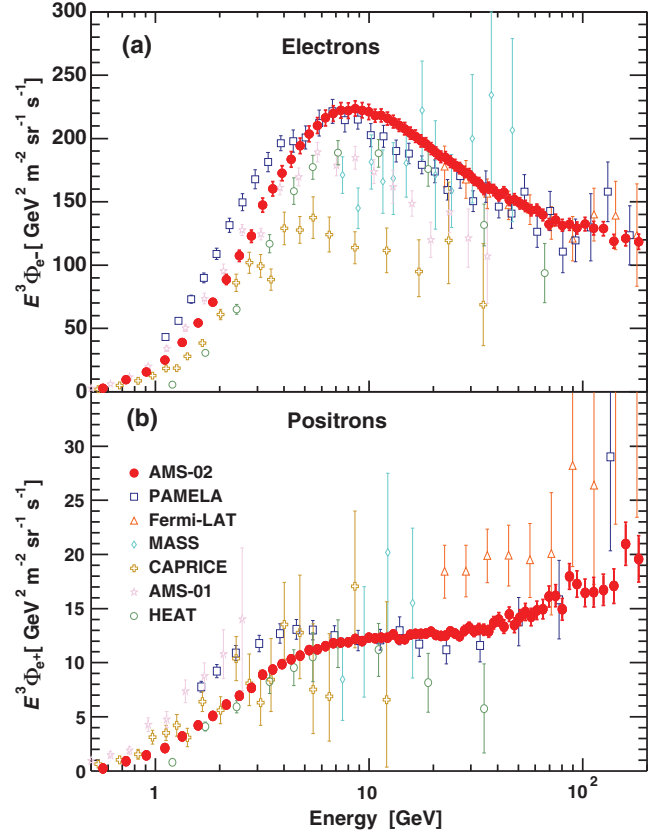 300
(a)
Electrons
250
200
150
100
50
0
E³Φe−[ GeV² m⁻² sr⁻¹ s⁻¹]
(b)
Positrons
30
25
20
15
10
5
0
AMS-02
PAMELA
Fermi-LAT
MASS
CAPRICE
AMS-01
HEAT
E³Φe+[ GeV² m⁻² sr⁻¹ s⁻¹]
1 10 10²
Energy [GeV]